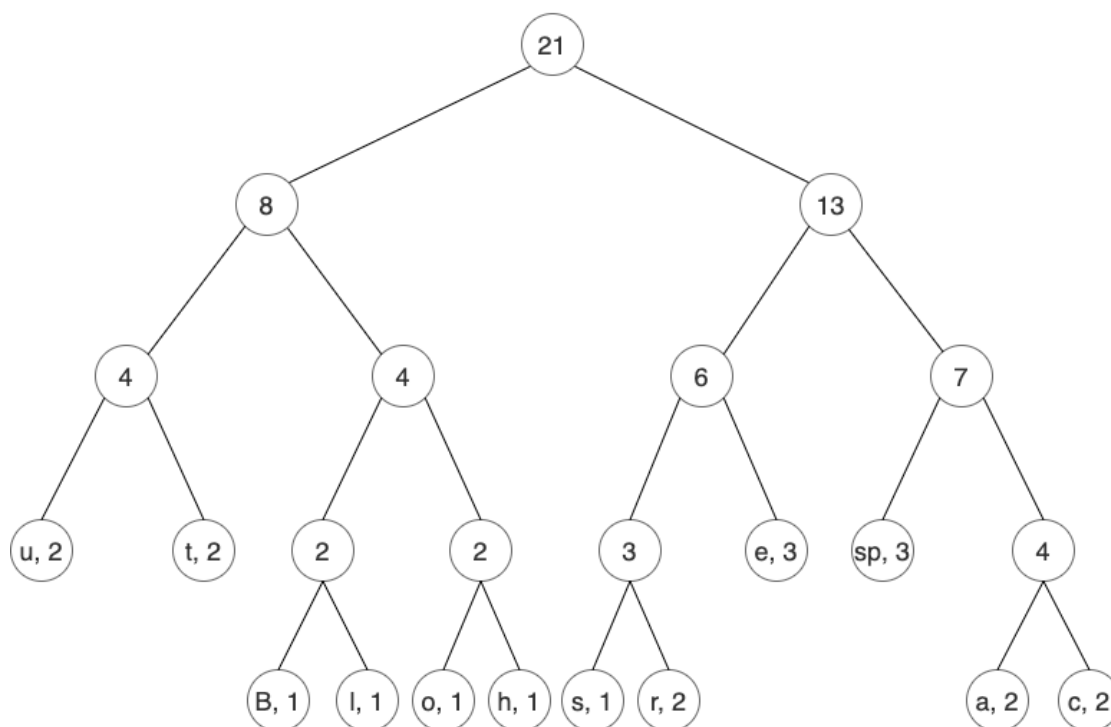 21
8 13
4 4 6 7
u, 2 t, 2 2 2 3 e, 3 sp, 3 4
B, 1 l, 1 o, 1 h, 1 s, 1 r, 2 a, 2 c, 2